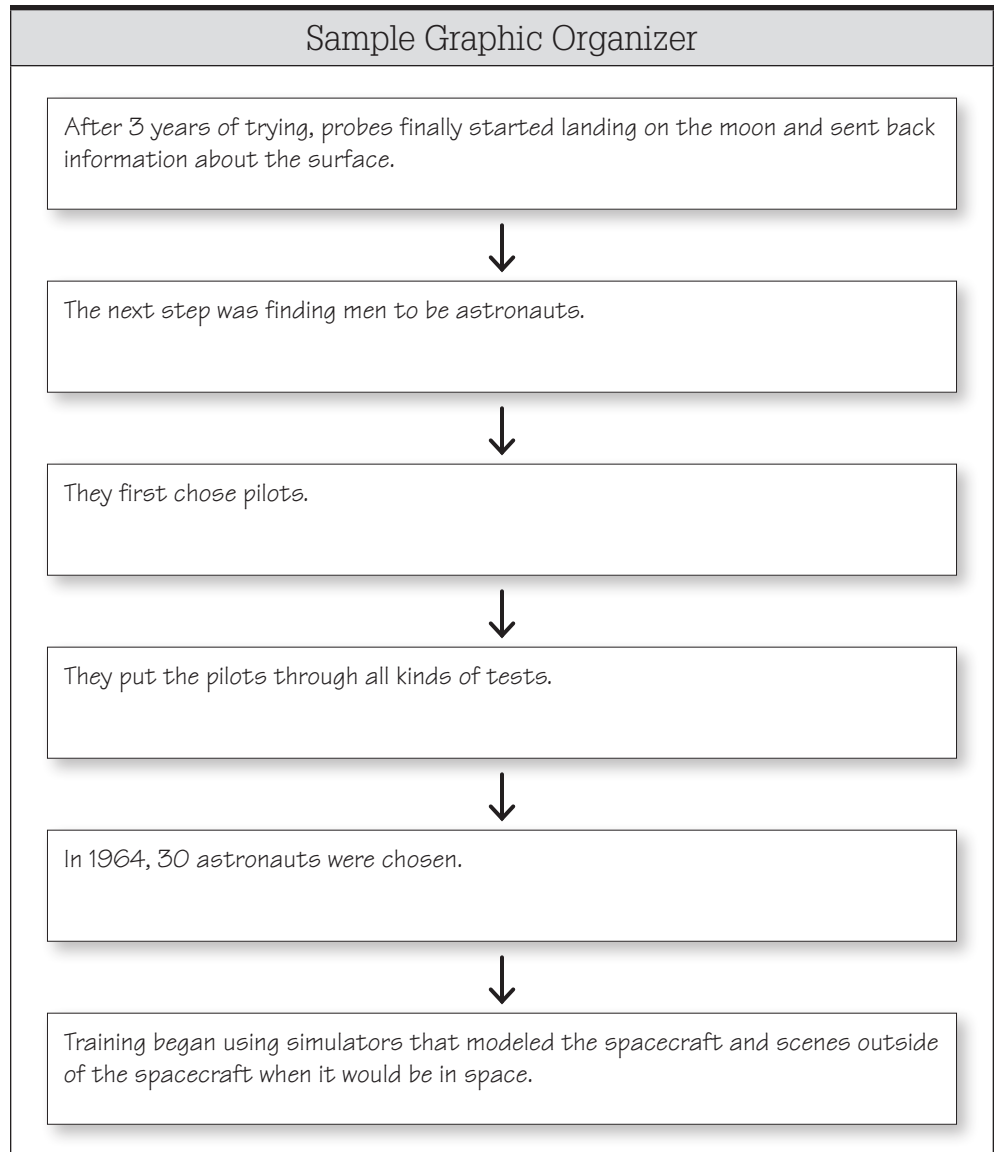 Sample Graphic Organizer
After 3 years of trying, probes finally started landing on the moon and sent back
information about the surface.
The next step was finding men to be astronauts.
They first chose pilots.
They put the pilots through all kinds of tests.
In 1964, 30 astronauts were chosen.
Training began using simulators that modeled the spacecraft and scenes outside
of the spacecraft when it would be in space.